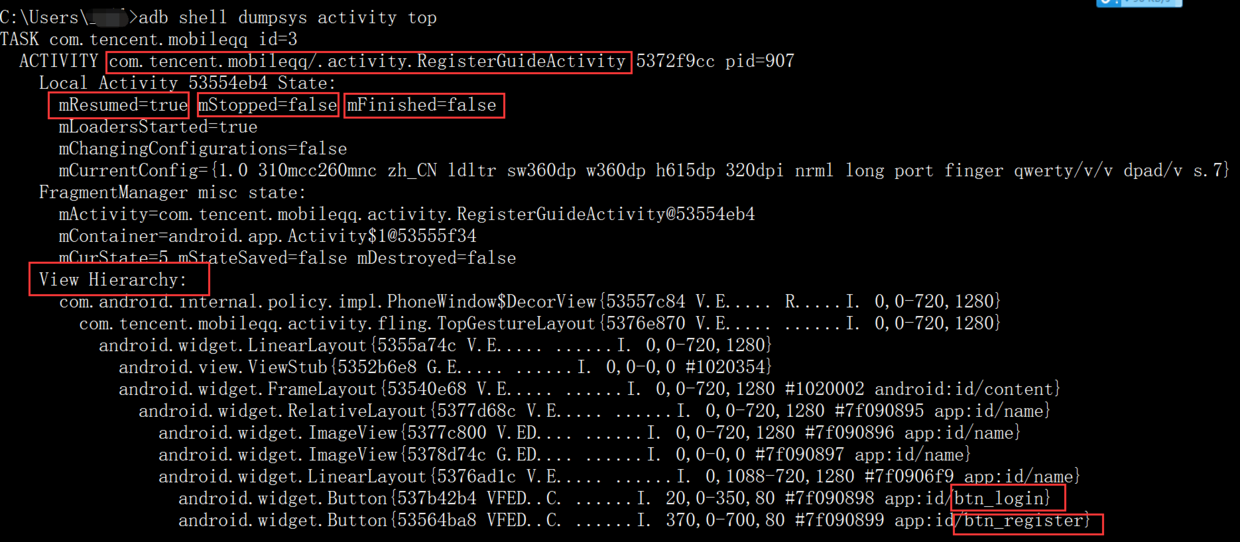 C:\Users\ >adb shell dumpsys activity top
TASK com.tencent.mobileqq id=3
ACTIVITY com.tencent.mobileqq/.activity.RegisterGuideActivity 5372f9cc pid=907
Local Activity 53554eb4 State:
mResumed=true mStopped=false mFinished=false
mLoadersStarted=true
mChangingConfigurations=false
mCurrentConfig={1.0 310mcc260mnc zh_CN ldltr sw360dp w360dp h615dp 320dpi nrml long port finger qwerty/v/v dpad/v s.7}
FragmentManager misc state:
mActivity=com.tencent.mobileqq.activity.RegisterGuideActivity@53554eb4
mContainer=android.app.Activity$1@53555f34
mCurState=5 mStateSaved=false mDestroyed=false
View Hierarchy:
com.android.internal.policy.impl.PhoneWindow$DecorView{53557c84 V.E..... R.....I. 0,0-720,1280}
com.tencent.mobileqq.activity.fling.TopGestureLayout{5376e870 V.E..... ......I. 0,0-720,1280}
android.widget.LinearLayout{5355a74c V.E..... ......I. 0,0-720,1280}
android.view.ViewStub{5352b6e8 G.E..... ......I. 0,0-0,0 #1020354}
android.widget.FrameLayout{53540e68 V.E..... ......I. 0,0-720,1280 #1020002 android:id/content}
android.widget.RelativeLayout{5377d68c V.E..... ......I. 0,0-720,1280 #7f090895 app:id/name}
android.widget.ImageView{5377c800 V.ED.... ......I. 0,0-720,1280 #7f090896 app:id/name}
android.widget.ImageView{5378d74c G.ED.... ......I. 0,0-0,0 #7f090897 app:id/name}
android.widget.LinearLayout{5376ad1c V.E..... ......I. 0,1088-720,1280 #7f0906f9 app:id/name}
android.widget.Button{537b42b4 VFED..C. ......I. 20,0-350,80 #7f090898 app:id/btn_login}
android.widget.Button{53564ba8 VFED..C. ......I. 370,0-700,80 #7f090899 app:id/btn_register}